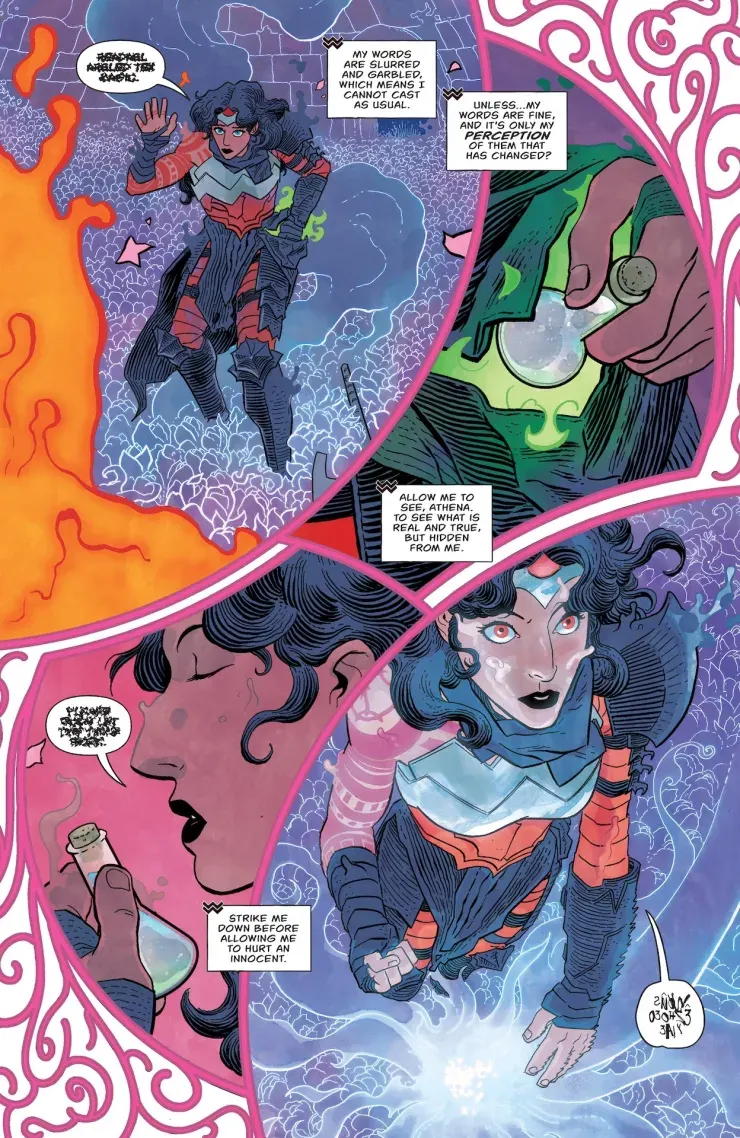 MY WORDS
ARE SLURRED
AND GARBLED,
WHICH MEANS I
CANNOT CAST
AS USUAL.
UNLESS...MY
WORDS ARE FINE,
AND IT'S ONLY MY
PERCEPTION
OF THEM THAT
HAS CHANGED?
ALLOW ME TO
SEE, ATHENA.
TO SEE WHAT IS
REAL AND TRUE,
BUT HIDDEN
FROM ME.
STRIKE ME
DOWN BEFORE
ALLOWING ME
TO HURT AN
INNOCENT.